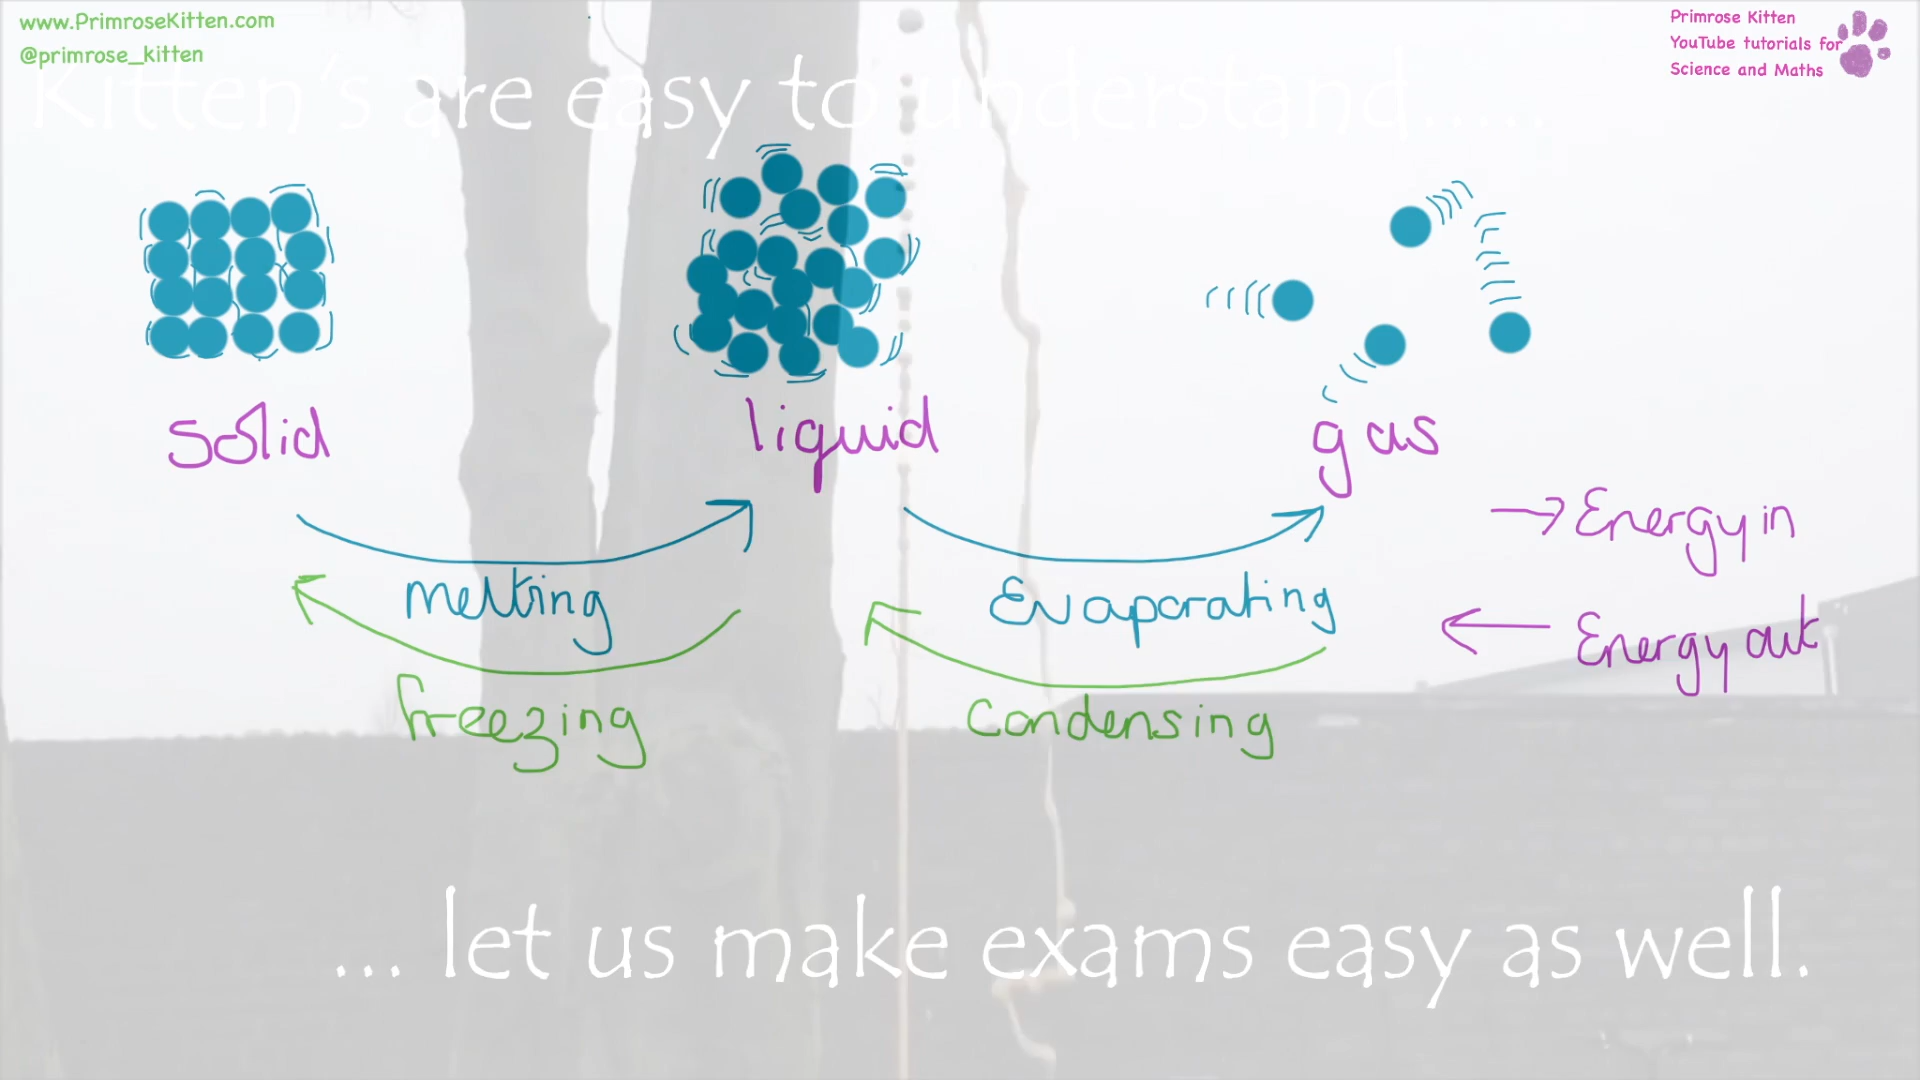 www.PrimroseKitten.com
@primrose_kitten
Primrose Kitten
YouTube tutorials for
Science and Maths
Kitten's are easy to understand.....
solid
liquid
gas
melting
Evaporating
freezing
Condensing
→ Energy in
← Energy out
... let us make exams easy as well.